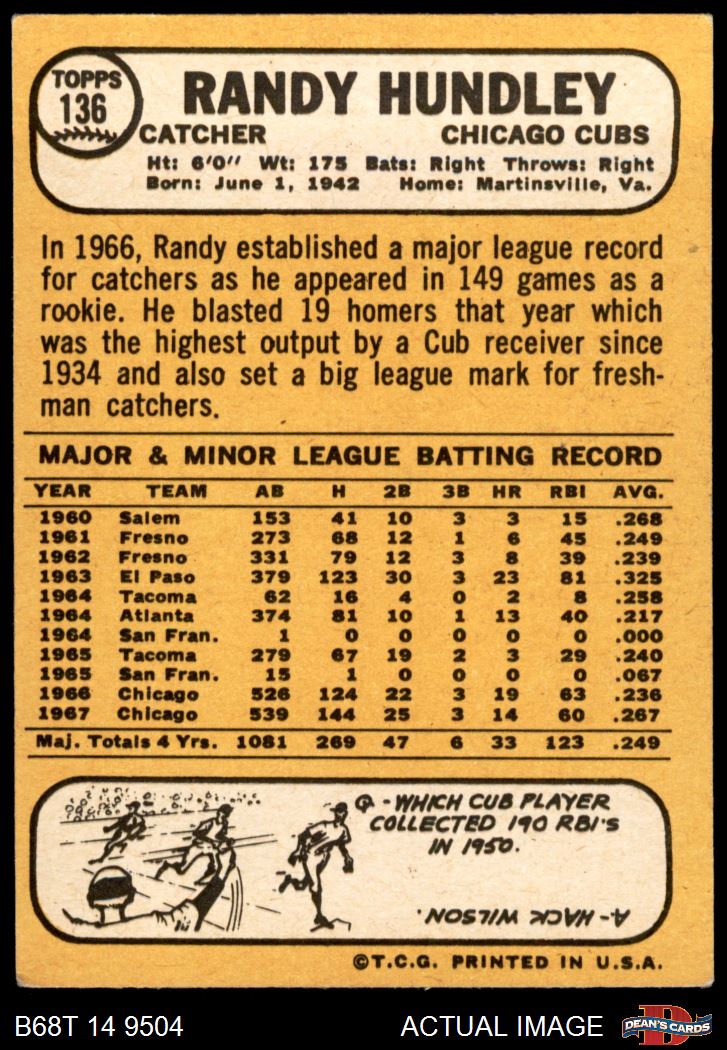 TOPPS
136
RANDY HUNDLEY
CATCHER CHICAGO CUBS
Ht: 6'0" Wt: 175 Bats: Right Throws: Right
Born: June 1, 1942 Home: Martinsville, Va.
In 1966, Randy established a major league record
for catchers as he appeared in 149 games as a
rookie. He blasted 19 homers that year which
was the highest output by a Cub receiver since
1934 and also set a big league mark for fresh-
man catchers.
MAJOR & MINOR LEAGUE BATTING RECORD
YEAR TEAM AB H 2B 3B HR RBI AVG.
1960 Salem 153 41 10 3 3 15 .268
1961 Fresno 273 68 12 1 6 45 .249
1962 Fresno 331 79 12 3 8 39 .239
1963 El Paso 379 123 30 3 23 81 .325
1964 Tacoma 62 16 4 0 2 8 .258
1964 Atlanta 374 81 10 1 13 40 .217
1964 San Fran. 1 0 0 0 0 0 .000
1965 Tacoma 279 67 19 2 3 29 .240
1965 San Fran. 15 1 0 0 0 0 .067
1966 Chicago 526 124 22 3 19 63 .236
1967 Chicago 539 144 25 3 14 60 .267
Maj. Totals 4 Yrs. 1081 269 47 6 33 123 .249
Q - WHICH CUB PLAYER
COLLECTED 190 RBI'S
IN 1950.
A- HACK WILSON.
©T.C.G. PRINTED IN U.S.A.
B68T 14 9504 ACTUAL IMAGE
D
DEAN'S CARDS